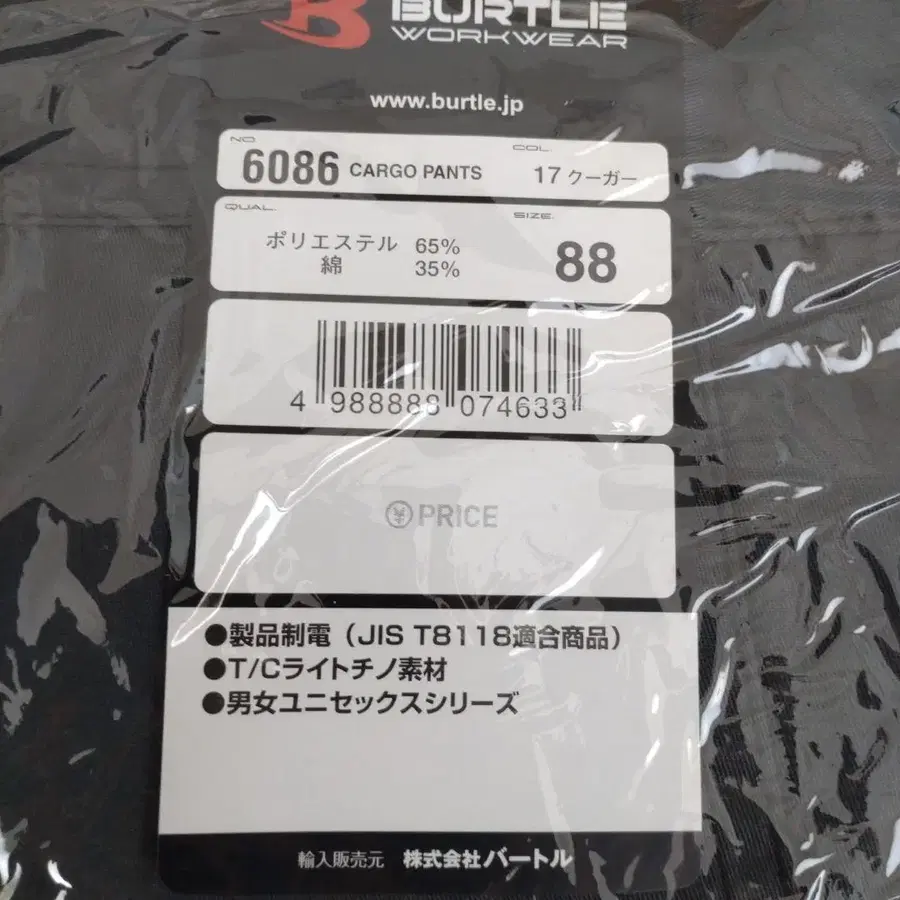 BURTLE
WORKWEAR
www.burtle.jp
NO.
COL.
6086 CARGO PANTS 17 クーガー
QUAL.
SIZE.
ポリエステル 65%
綿 35%
88
4 988888 074633
¥PRICE
●製品制電（JIS T8118適合商品）
●T/Cライトチノ素材
●男女ユニセックスシリーズ
輸入販売元 株式会社バートル